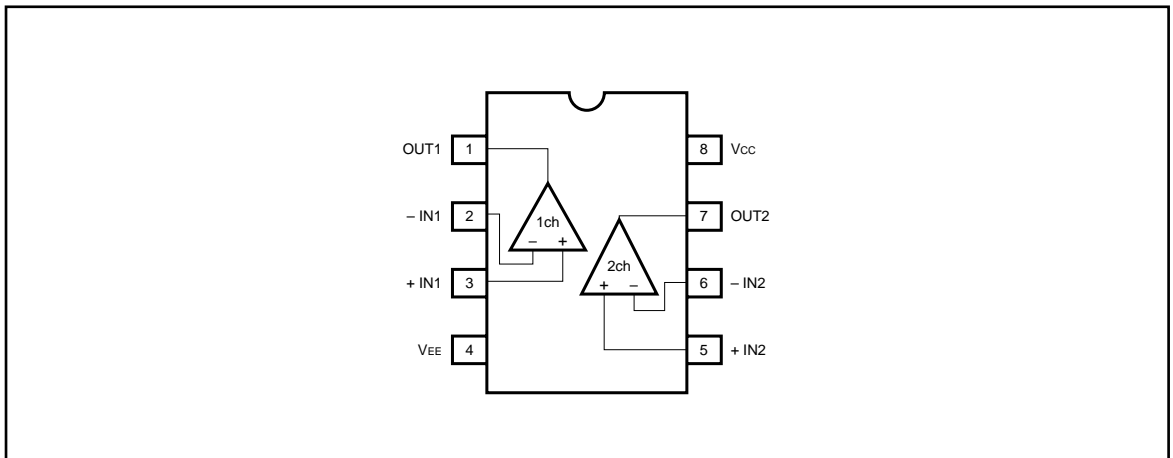 OUT1 1 8 VCC
– IN1 2 1ch 7 OUT2
– +
+ IN1 3 2ch 6 – IN2
+ –
VEE 4 5 + IN2